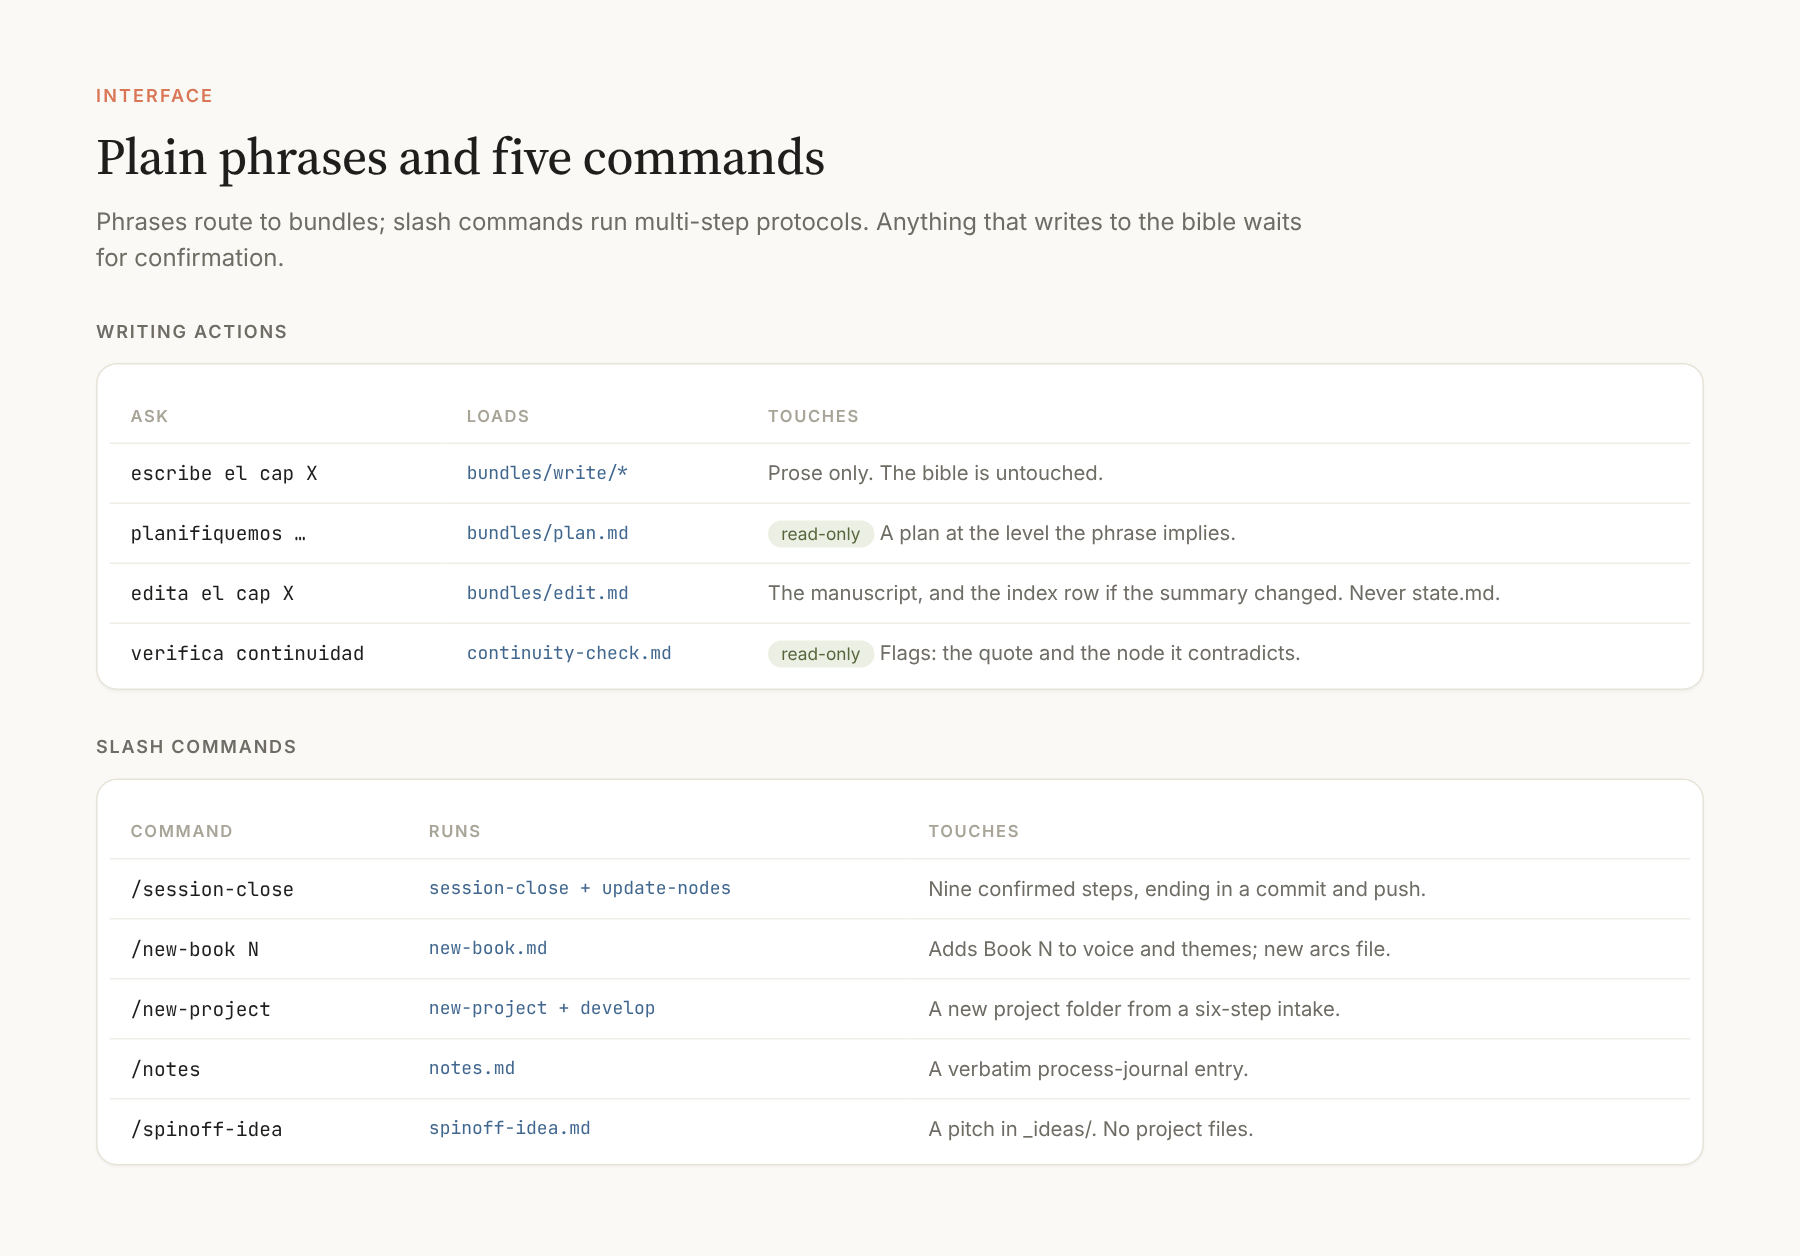 INTERFACE
Plain phrases and five commands
Phrases route to bundles; slash commands run multi-step protocols. Anything that writes to the bible waits
for confirmation.
WRITING ACTIONS
ASK LOADS TOUCHES
escribe el cap X bundles/write/* Prose only. The bible is untouched.
planifiquemos … bundles/plan.md read-only A plan at the level the phrase implies.
edita el cap X bundles/edit.md The manuscript, and the index row if the summary changed. Never state.md.
verifica continuidad continuity-check.md read-only Flags: the quote and the node it contradicts.
SLASH COMMANDS
COMMAND RUNS TOUCHES
/session-close session-close + update-nodes Nine confirmed steps, ending in a commit and push.
/new-book N new-book.md Adds Book N to voice and themes; new arcs file.
/new-project new-project + develop A new project folder from a six-step intake.
/notes notes.md A verbatim process-journal entry.
/spinoff-idea spinoff-idea.md A pitch in _ideas/. No project files.